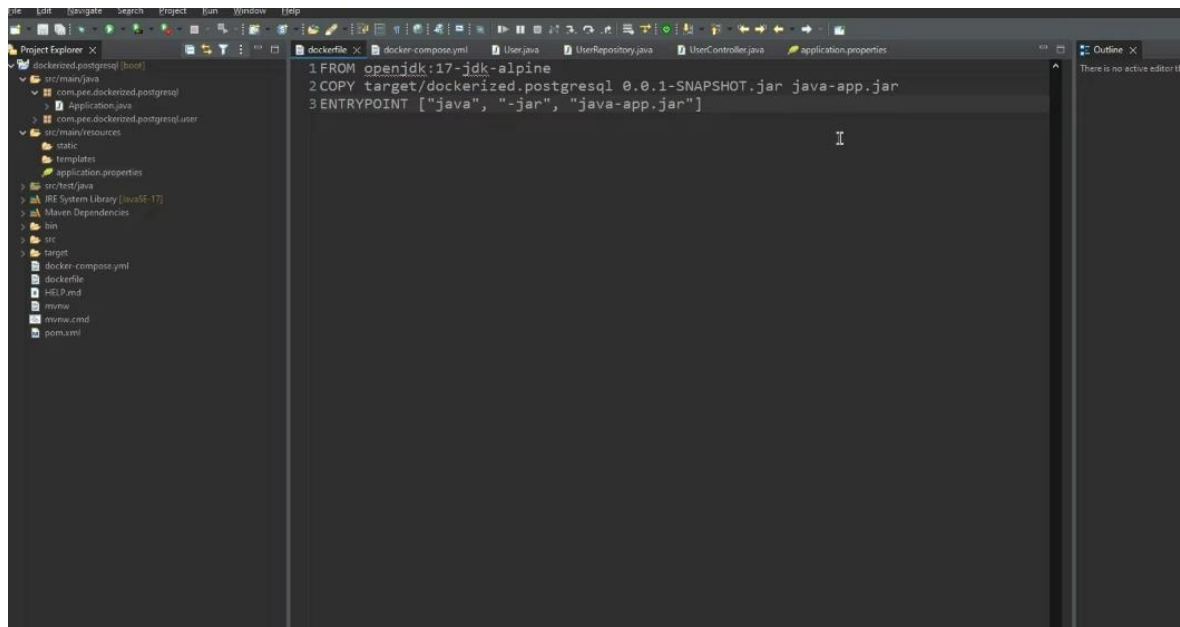 File Edit Navigate Search Project Run Window Help
Project Explorer
dockerfile docker-compose.yml User.java UserRepository.java UserController.java application.properties
Outline
dockerized.postgresql [boot]
src/main/java
com.pee.dockerized.postgresql
Application.java
com.pee.dockerized.postgresql.user
src/main/resources
static
templates
application.properties
src/test/java
JRE System Library [JavaSE-17]
Maven Dependencies
bin
src
target
docker-compose.yml
dockerfile
HELP.md
mvnw
mvnw.cmd
pom.xml
1 FROM openjdk:17-jdk-alpine
2 COPY target/dockerized.postgresql 0.0.1-SNAPSHOT.jar java-app.jar
3 ENTRYPOINT ["java", "-jar", "java-app.jar"]
There is no active editor th